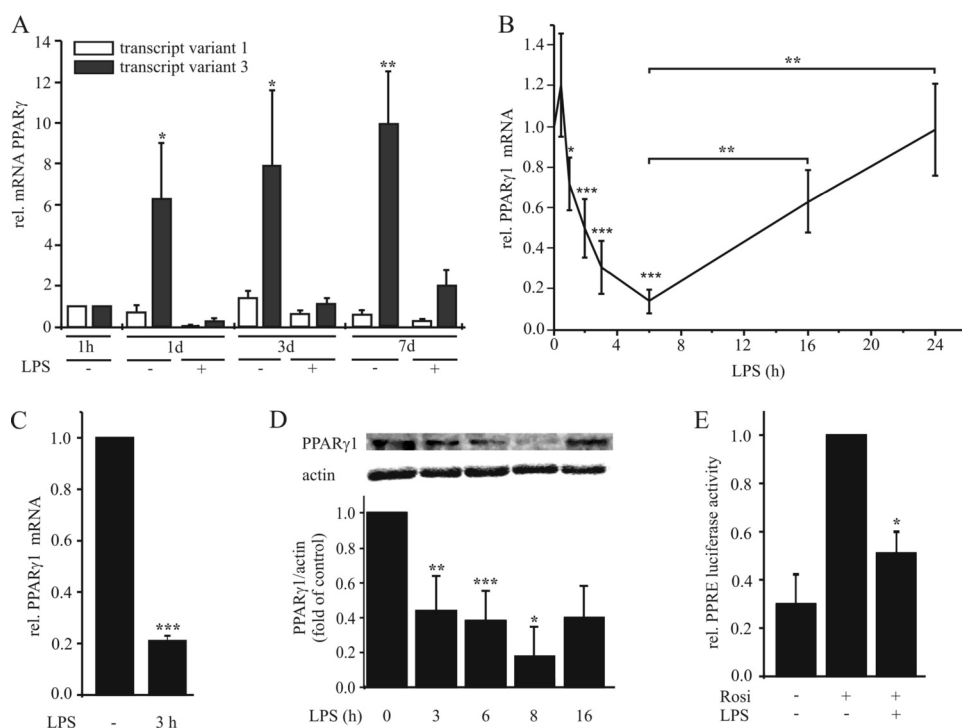 A
14
12
10
8
6
4
2
0
rel. mRNA PPARγ
transcript variant 1
transcript variant 3
*
*
**
1h 1d 3d 7d
LPS - - + - + - +
B
1.4
1.2
1.0
0.8
0.6
0.4
0.2
0.0
rel. PPARγ1 mRNA
*
***
***
***
**
**
0 4 8 12 16 20 24
LPS (h)
C
1.0
0.8
0.6
0.4
0.2
0.0
rel. PPARγ1 mRNA
***
LPS - 3 h
D
PPARγ1
actin
1.0
0.8
0.6
0.4
0.2
0.0
PPARγ1/actin
(fold of control)
**
***
*
LPS (h) 0 3 6 8 16
E
1.0
0.8
0.6
0.4
0.2
0.0
rel. PPRE luciferase activity
*
Rosi - + +
LPS - - +